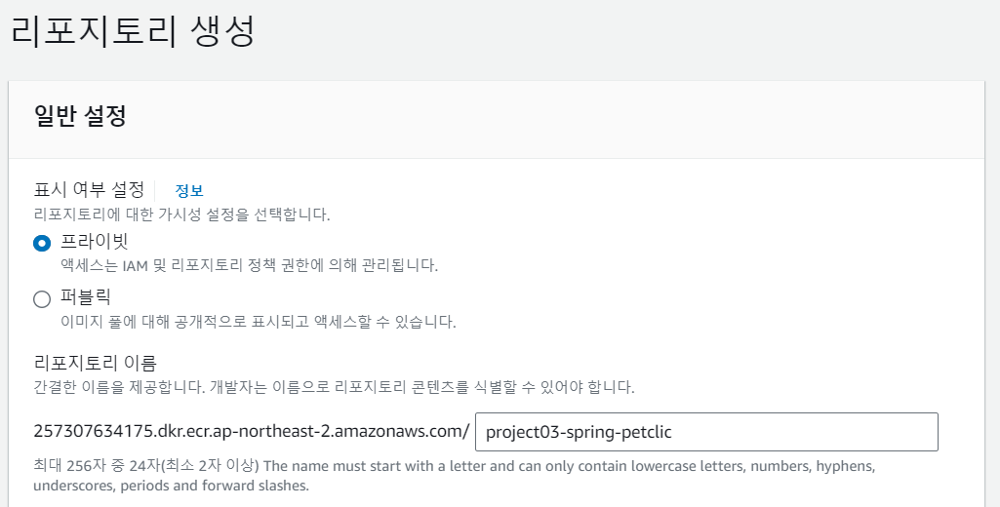 리포지토리 생성
일반 설정
표시 여부 설정 정보
리포지토리에 대한 가시성 설정을 선택합니다.
프라이빗
액세스는 IAM 및 리포지토리 정책 권한에 의해 관리됩니다.
퍼블릭
이미지 풀에 대해 공개적으로 표시되고 액세스할 수 있습니다.
리포지토리 이름
간결한 이름을 제공합니다. 개발자는 이름으로 리포지토리 콘텐츠를 식별할 수 있어야 합니다.
257307634175.dkr.ecr.ap-northeast-2.amazonaws.com/ project03-spring-petclic
최대 256자 중 24자(최소 2자 이상) The name must start with a letter and can only contain lowercase letters, numbers, hyphens,
underscores, periods and forward slashes.